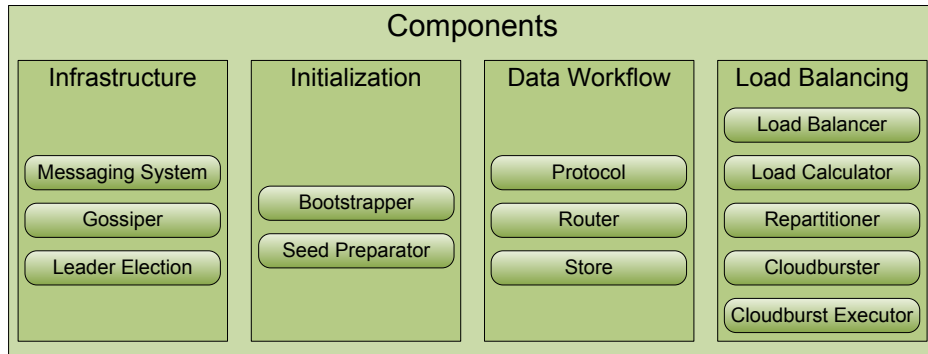 Components
Infrastructure
Messaging System
Gossiper
Leader Election
Initialization
Bootstrapper
Seed Preparator
Data Workflow
Protocol
Router
Store
Load Balancing
Load Balancer
Load Calculator
Repartitioner
Cloudburster
Cloudburst Executor